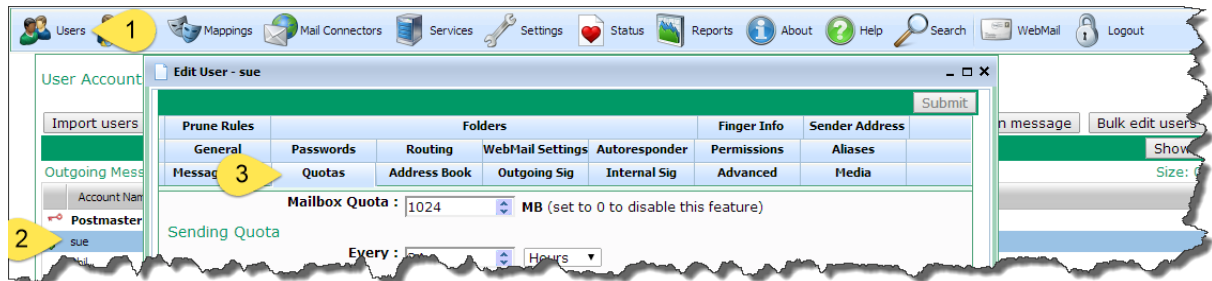 Users 1 Mappings Mail Connectors Services Settings Status Reports About Help Search WebMail Logout
User Account
Edit User - sue
Submit
Import users
n message Bulk edit users
Prune Rules Folders Finger Info Sender Address
General Passwords Routing WebMail Settings Autoresponder Permissions Aliases
Show
Outgoing Mess
Messag 3 Quotas Address Book Outgoing Sig Internal Sig Advanced Media
Size:
Account Nam
Mailbox Quota : 1024 MB (set to 0 to disable this feature)
Postmaster
Sending Quota
2 sue
Every : Hours